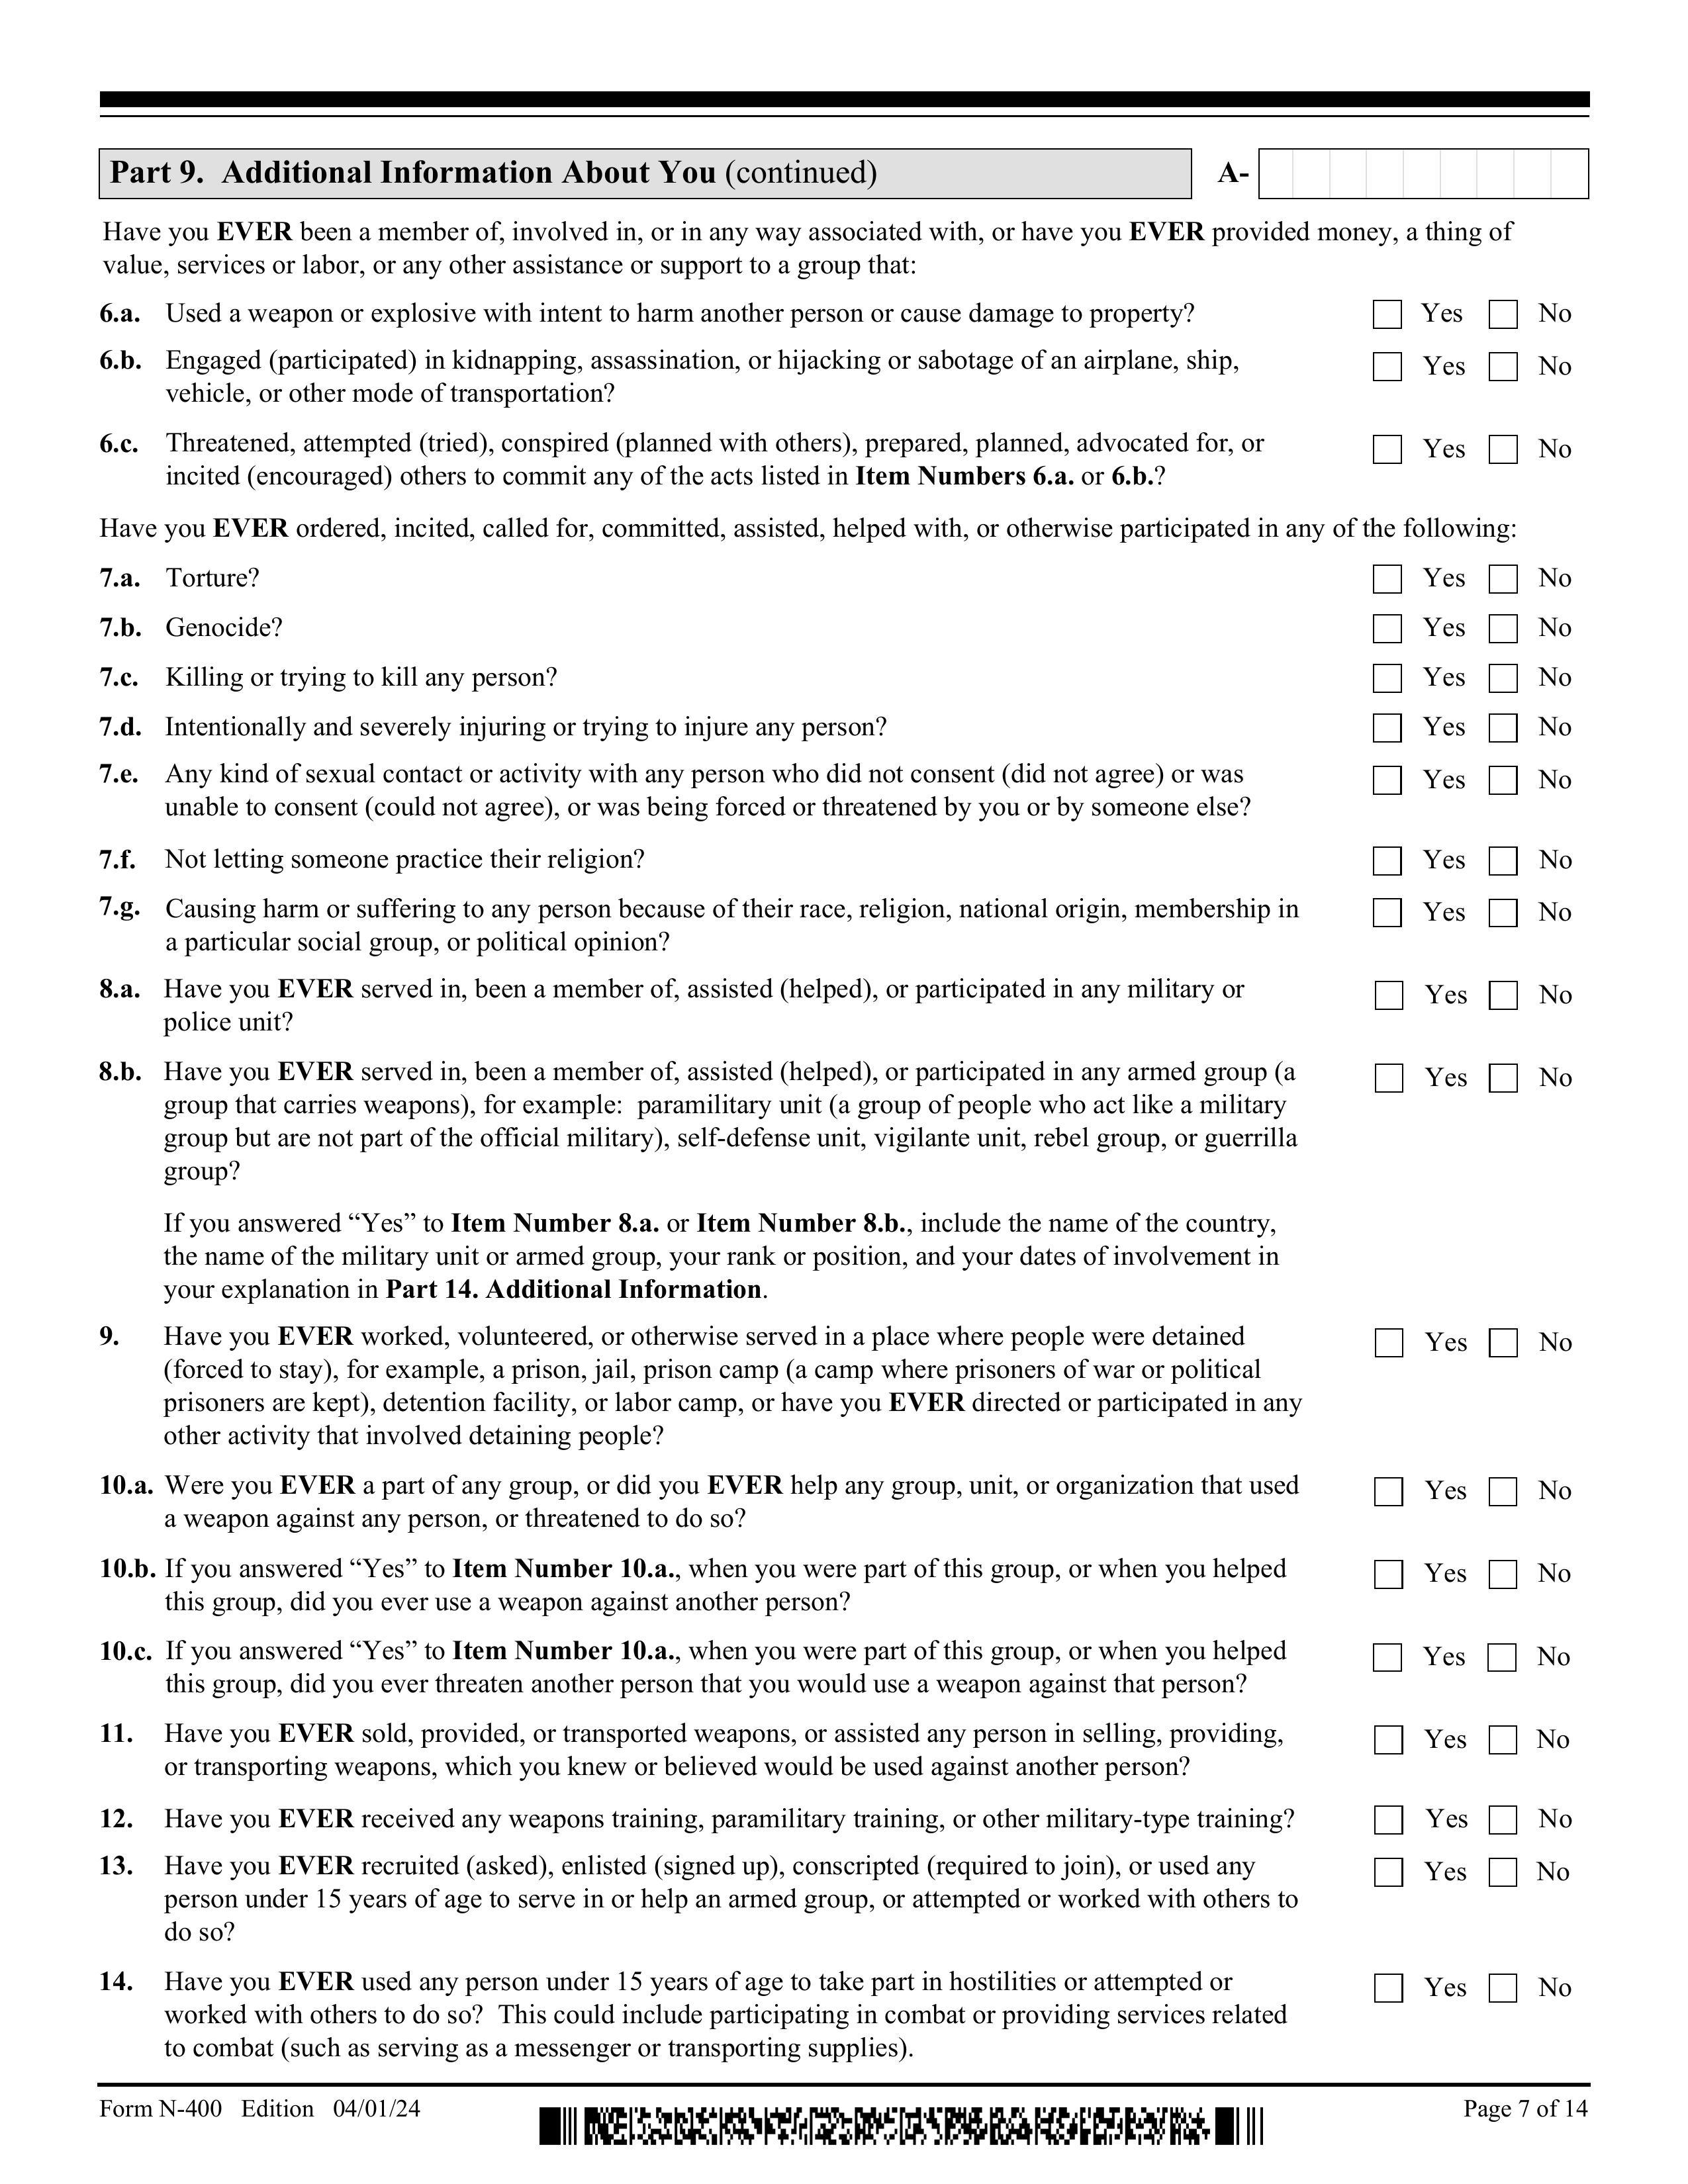 Part 9. Additional Information About You (continued)
A-
Have you EVER been a member of, involved in, or in any way associated with, or have you EVER provided money, a thing of
value, services or labor, or any other assistance or support to a group that:
6.a. Used a weapon or explosive with intent to harm another person or cause damage to property? Yes No
6.b. Engaged (participated) in kidnapping, assassination, or hijacking or sabotage of an airplane, ship, Yes No
vehicle, or other mode of transportation?
6.c. Threatened, attempted (tried), conspired (planned with others), prepared, planned, advocated for, or Yes No
incited (encouraged) others to commit any of the acts listed in Item Numbers 6.a. or 6.b.?
Have you EVER ordered, incited, called for, committed, assisted, helped with, or otherwise participated in any of the following:
7.a. Torture? Yes No
7.b. Genocide? Yes No
7.c. Killing or trying to kill any person? Yes No
7.d. Intentionally and severely injuring or trying to injure any person? Yes No
7.e. Any kind of sexual contact or activity with any person who did not consent (did not agree) or was Yes No
unable to consent (could not agree), or was being forced or threatened by you or by someone else?
7.f. Not letting someone practice their religion? Yes No
7.g. Causing harm or suffering to any person because of their race, religion, national origin, membership in Yes No
a particular social group, or political opinion?
8.a. Have you EVER served in, been a member of, assisted (helped), or participated in any military or Yes No
police unit?
8.b. Have you EVER served in, been a member of, assisted (helped), or participated in any armed group (a Yes No
group that carries weapons), for example: paramilitary unit (a group of people who act like a military
group but are not part of the official military), self-defense unit, vigilante unit, rebel group, or guerrilla
group?
If you answered “Yes” to Item Number 8.a. or Item Number 8.b., include the name of the country,
the name of the military unit or armed group, your rank or position, and your dates of involvement in
your explanation in Part 14. Additional Information.
9. Have you EVER worked, volunteered, or otherwise served in a place where people were detained Yes No
(forced to stay), for example, a prison, jail, prison camp (a camp where prisoners of war or political
prisoners are kept), detention facility, or labor camp, or have you EVER directed or participated in any
other activity that involved detaining people?
10.a. Were you EVER a part of any group, or did you EVER help any group, unit, or organization that used Yes No
a weapon against any person, or threatened to do so?
10.b. If you answered “Yes” to Item Number 10.a., when you were part of this group, or when you helped Yes No
this group, did you ever use a weapon against another person?
10.c. If you answered “Yes” to Item Number 10.a., when you were part of this group, or when you helped Yes No
this group, did you ever threaten another person that you would use a weapon against that person?
11. Have you EVER sold, provided, or transported weapons, or assisted any person in selling, providing, Yes No
or transporting weapons, which you knew or believed would be used against another person?
12. Have you EVER received any weapons training, paramilitary training, or other military-type training? Yes No
13. Have you EVER recruited (asked), enlisted (signed up), conscripted (required to join), or used any Yes No
person under 15 years of age to serve in or help an armed group, or attempted or worked with others to
do so?
14. Have you EVER used any person under 15 years of age to take part in hostilities or attempted or Yes No
worked with others to do so? This could include participating in combat or providing services related
to combat (such as serving as a messenger or transporting supplies).
Form N-400 Edition 04/01/24
Page 7 of 14